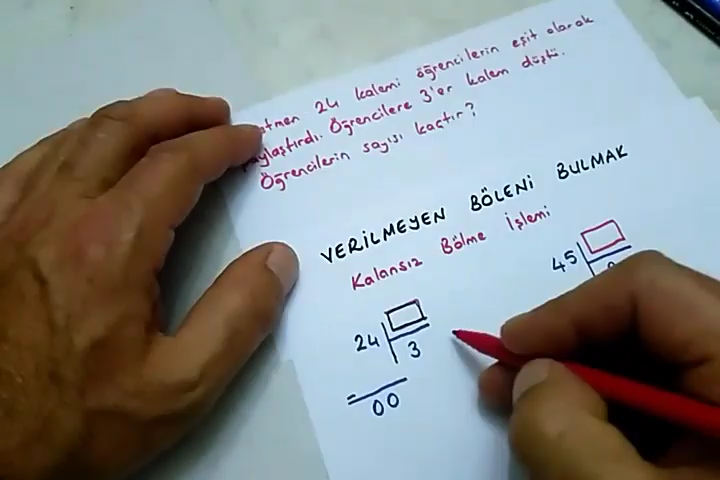 24 kalemi öğrencilerin eşit olarak
Öğrencilere 3'er kalem düştü.
Öğrencilerin sayısı kaçtır?
VERİLMEYEN BÖLENİ BULMAK
Kalansız Bölme İşlemi
24
3
=
00
45